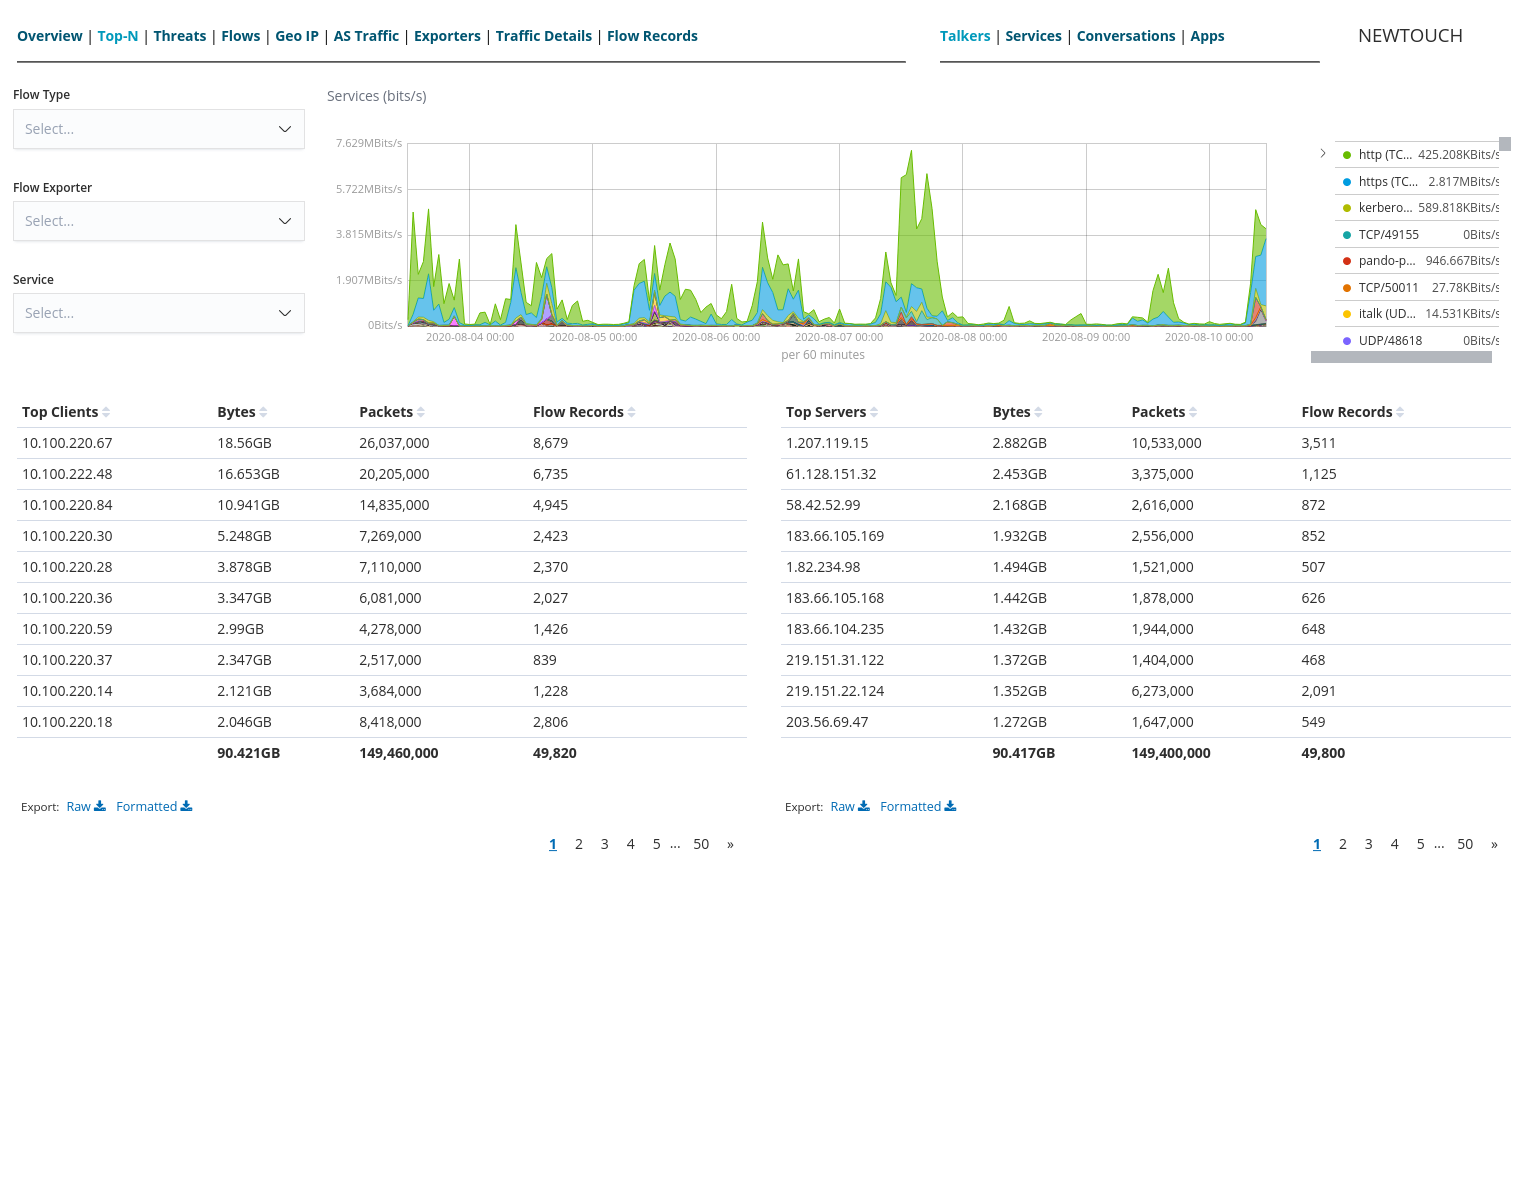 Overview | Top-N | Threats | Flows | Geo IP | AS Traffic | Exporters | Traffic Details | Flow Records
Talkers | Services | Conversations | Apps
NEWTOUCH
Flow Type
Select...
Flow Exporter
Select...
Service
Select...
Services (bits/s)
7.629MBits/s
5.722MBits/s
3.815MBits/s
1.907MBits/s
0Bits/s
2020-08-04 00:00 2020-08-05 00:00 2020-08-06 00:00 2020-08-07 00:00 2020-08-08 00:00 2020-08-09 00:00 2020-08-10 00:00
per 60 minutes
http (TC... 425.208KBits/s
https (TC... 2.817MBits/s
kerbero... 589.818KBits/s
TCP/49155 0Bits/s
pando-p... 946.667Bits/s
TCP/50011 27.78KBits/s
italk (UD... 14.531KBits/s
UDP/48618 0Bits/s
Top Clients Bytes Packets Flow Records
10.100.220.67 18.56GB 26,037,000 8,679
10.100.222.48 16.653GB 20,205,000 6,735
10.100.220.84 10.941GB 14,835,000 4,945
10.100.220.30 5.248GB 7,269,000 2,423
10.100.220.28 3.878GB 7,110,000 2,370
10.100.220.36 3.347GB 6,081,000 2,027
10.100.220.59 2.99GB 4,278,000 1,426
10.100.220.37 2.347GB 2,517,000 839
10.100.220.14 2.121GB 3,684,000 1,228
10.100.220.18 2.046GB 8,418,000 2,806
90.421GB 149,460,000 49,820
Export: Raw Formatted
1 2 3 4 5 ... 50 »
Top Servers Bytes Packets Flow Records
1.207.119.15 2.882GB 10,533,000 3,511
61.128.151.32 2.453GB 3,375,000 1,125
58.42.52.99 2.168GB 2,616,000 872
183.66.105.169 1.932GB 2,556,000 852
1.82.234.98 1.494GB 1,521,000 507
183.66.105.168 1.442GB 1,878,000 626
183.66.104.235 1.432GB 1,944,000 648
219.151.31.122 1.372GB 1,404,000 468
219.151.22.124 1.352GB 6,273,000 2,091
203.56.69.47 1.272GB 1,647,000 549
90.417GB 149,400,000 49,800
Export: Raw Formatted
1 2 3 4 5 ... 50 »